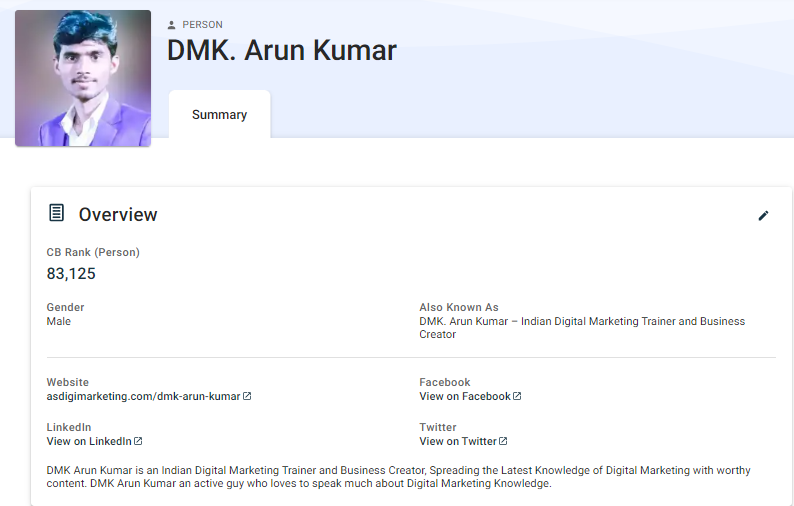 PERSON
DMK. Arun Kumar
Summary
Overview
CB Rank (Person)
83,125
Gender
Male
Also Known As
DMK. Arun Kumar – Indian Digital Marketing Trainer and Business
Creator
Website
asdigimarketing.com/dmk-arun-kumar
Facebook
View on Facebook
LinkedIn
View on LinkedIn
Twitter
View on Twitter
DMK Arun Kumar is an Indian Digital Marketing Trainer and Business Creator, Spreading the Latest Knowledge of Digital Marketing with worthy
content. DMK Arun Kumar an active guy who loves to speak much about Digital Marketing Knowledge.